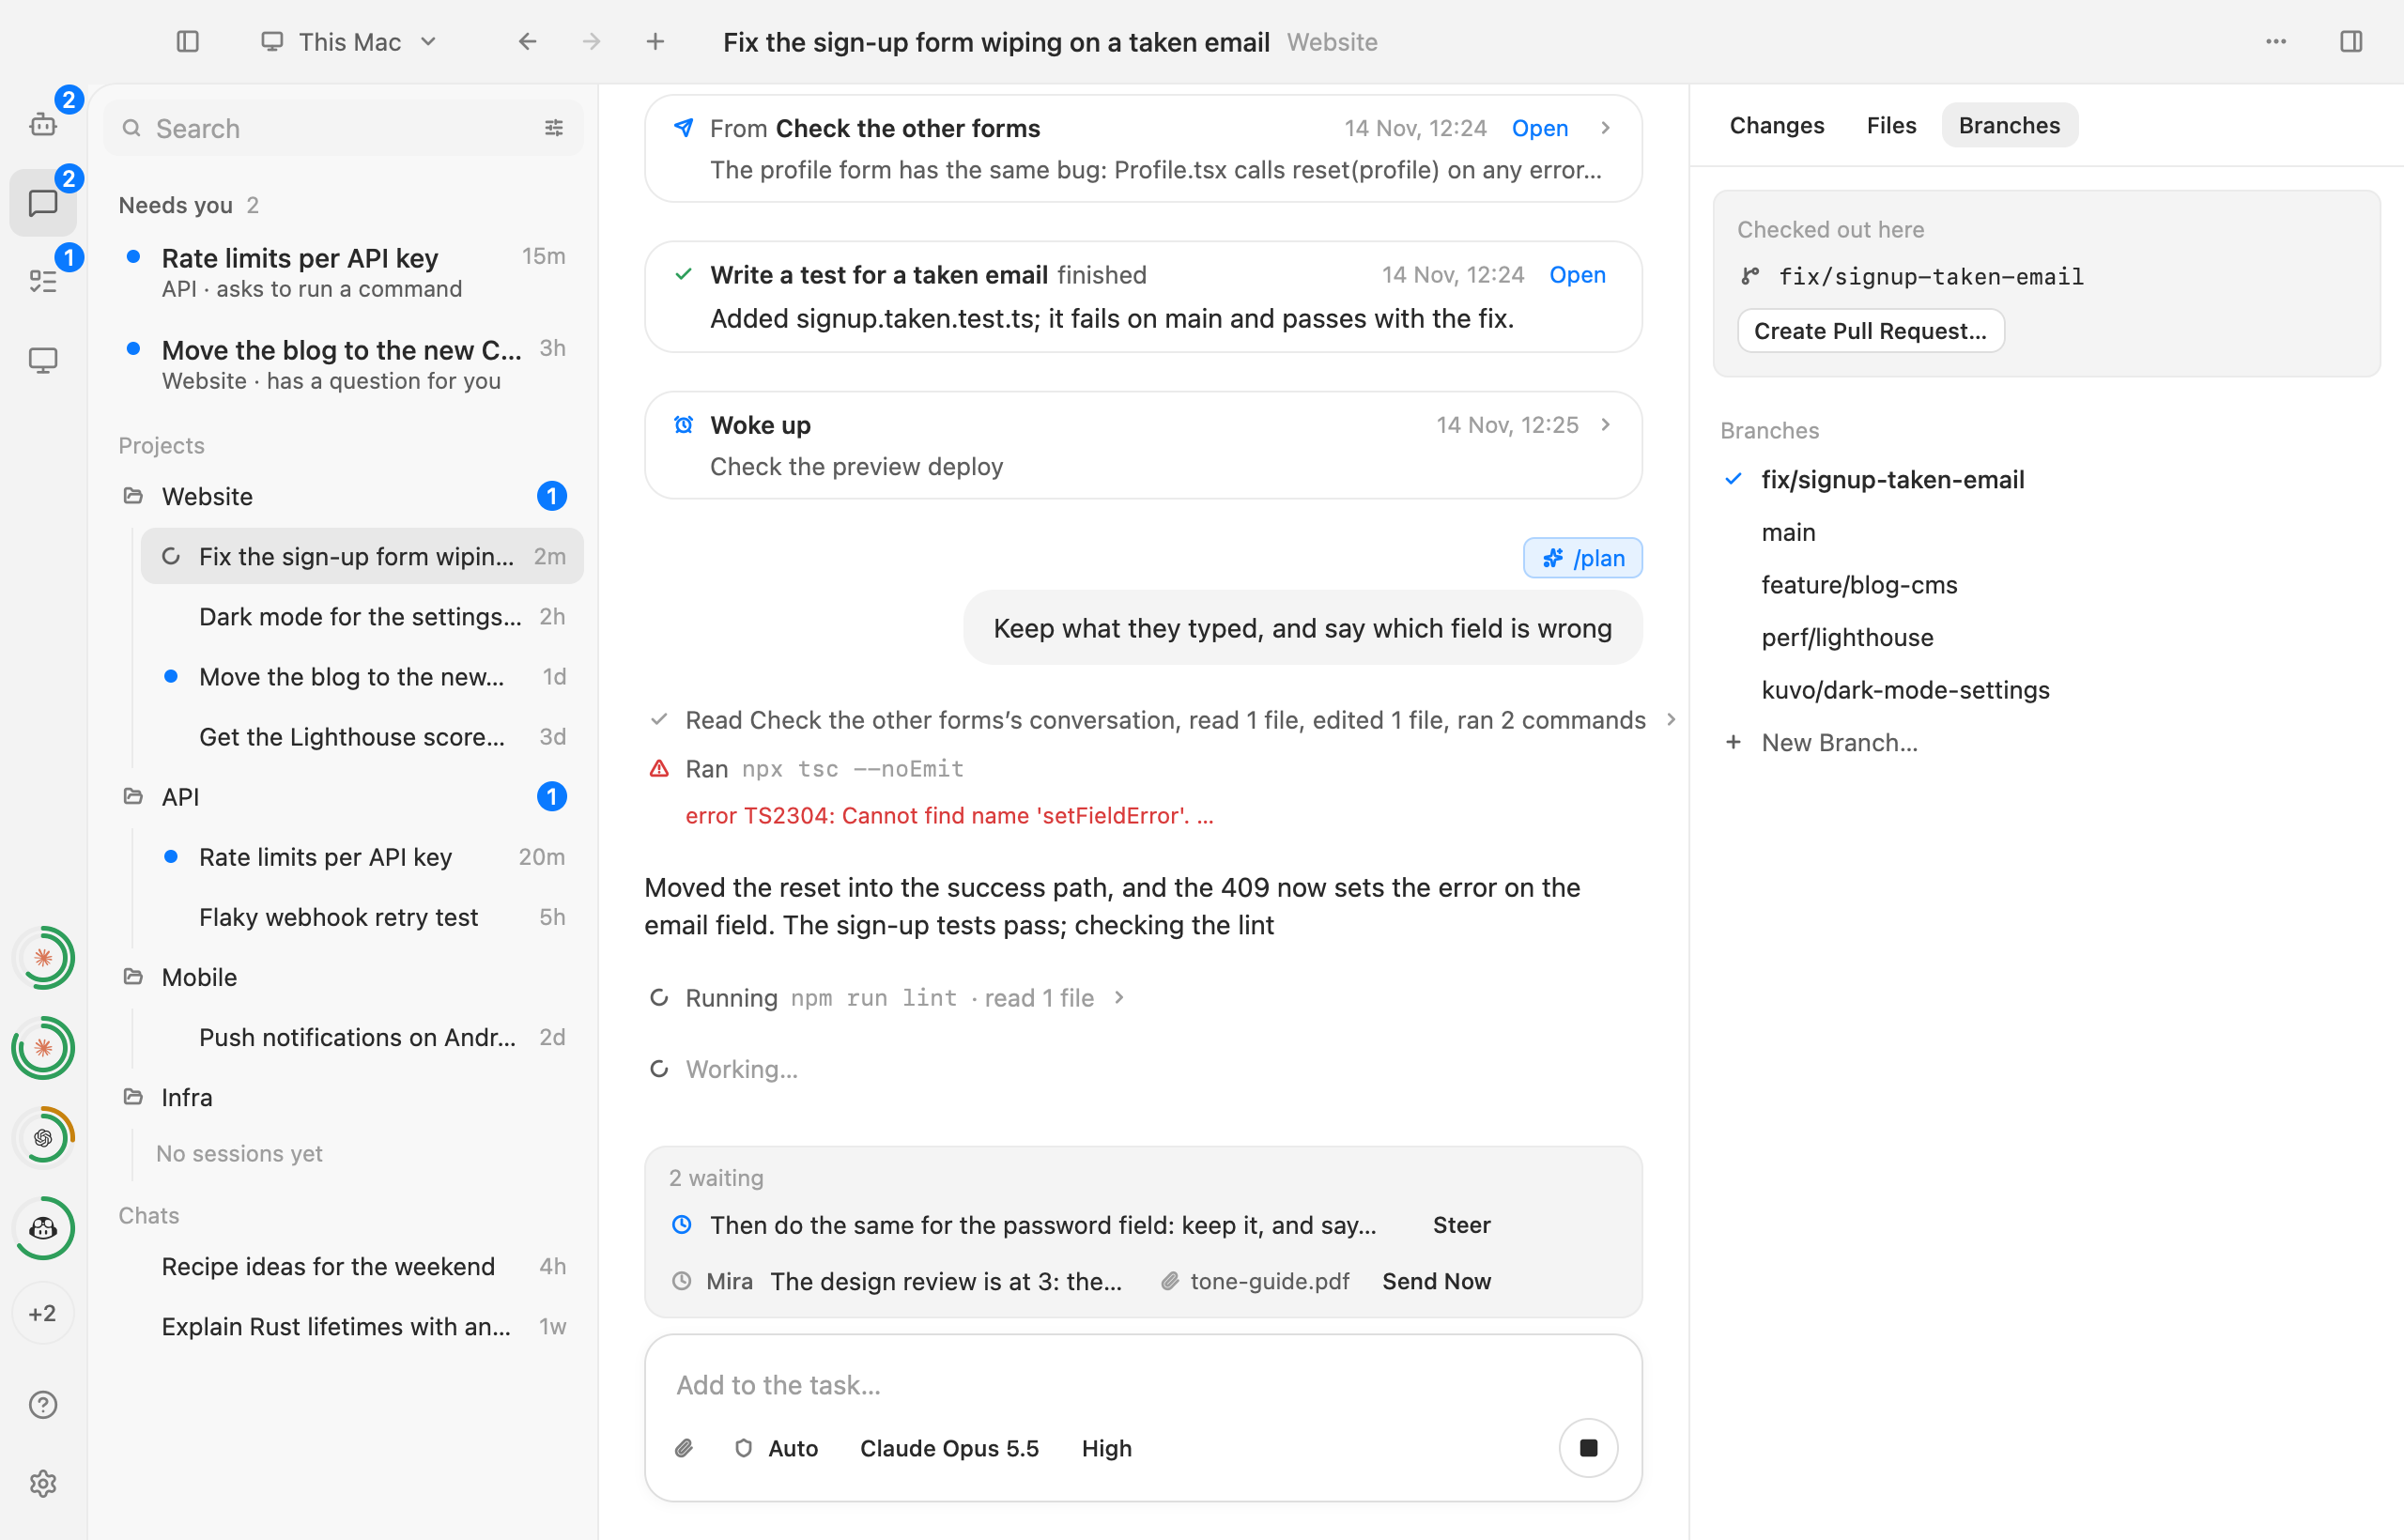 This Mac
Fix the sign-up form wiping on a taken email Website
2
2
1
+2
Search
Needs you 2
Rate limits per API key 15m
API · asks to run a command
Move the blog to the new C... 3h
Website · has a question for you
Projects
Website 1
Fix the sign-up form wipin... 2m
Dark mode for the settings... 2h
Move the blog to the new... 1d
Get the Lighthouse score... 3d
API 1
Rate limits per API key 20m
Flaky webhook retry test 5h
Mobile
Push notifications on Andr... 2d
Infra
No sessions yet
Chats
Recipe ideas for the weekend 4h
Explain Rust lifetimes with an... 1w
From Check the other forms 14 Nov, 12:24 Open
The profile form has the same bug: Profile.tsx calls reset(profile) on any error...
Write a test for a taken email finished 14 Nov, 12:24 Open
Added signup.taken.test.ts; it fails on main and passes with the fix.
Woke up 14 Nov, 12:25
Check the preview deploy
/plan
Keep what they typed, and say which field is wrong
Read Check the other forms’s conversation, read 1 file, edited 1 file, ran 2 commands
Ran npx tsc --noEmit
error TS2304: Cannot find name 'setFieldError'. ...
Moved the reset into the success path, and the 409 now sets the error on the
email field. The sign-up tests pass; checking the lint
Running npm run lint · read 1 file
Working...
2 waiting
Then do the same for the password field: keep it, and say... Steer
Mira The design review is at 3: the... tone-guide.pdf Send Now
Add to the task...
Auto Claude Opus 5.5 High
Changes Files Branches
Checked out here
fix/signup-taken-email
Create Pull Request...
Branches
fix/signup-taken-email
main
feature/blog-cms
perf/lighthouse
kuvo/dark-mode-settings
New Branch...